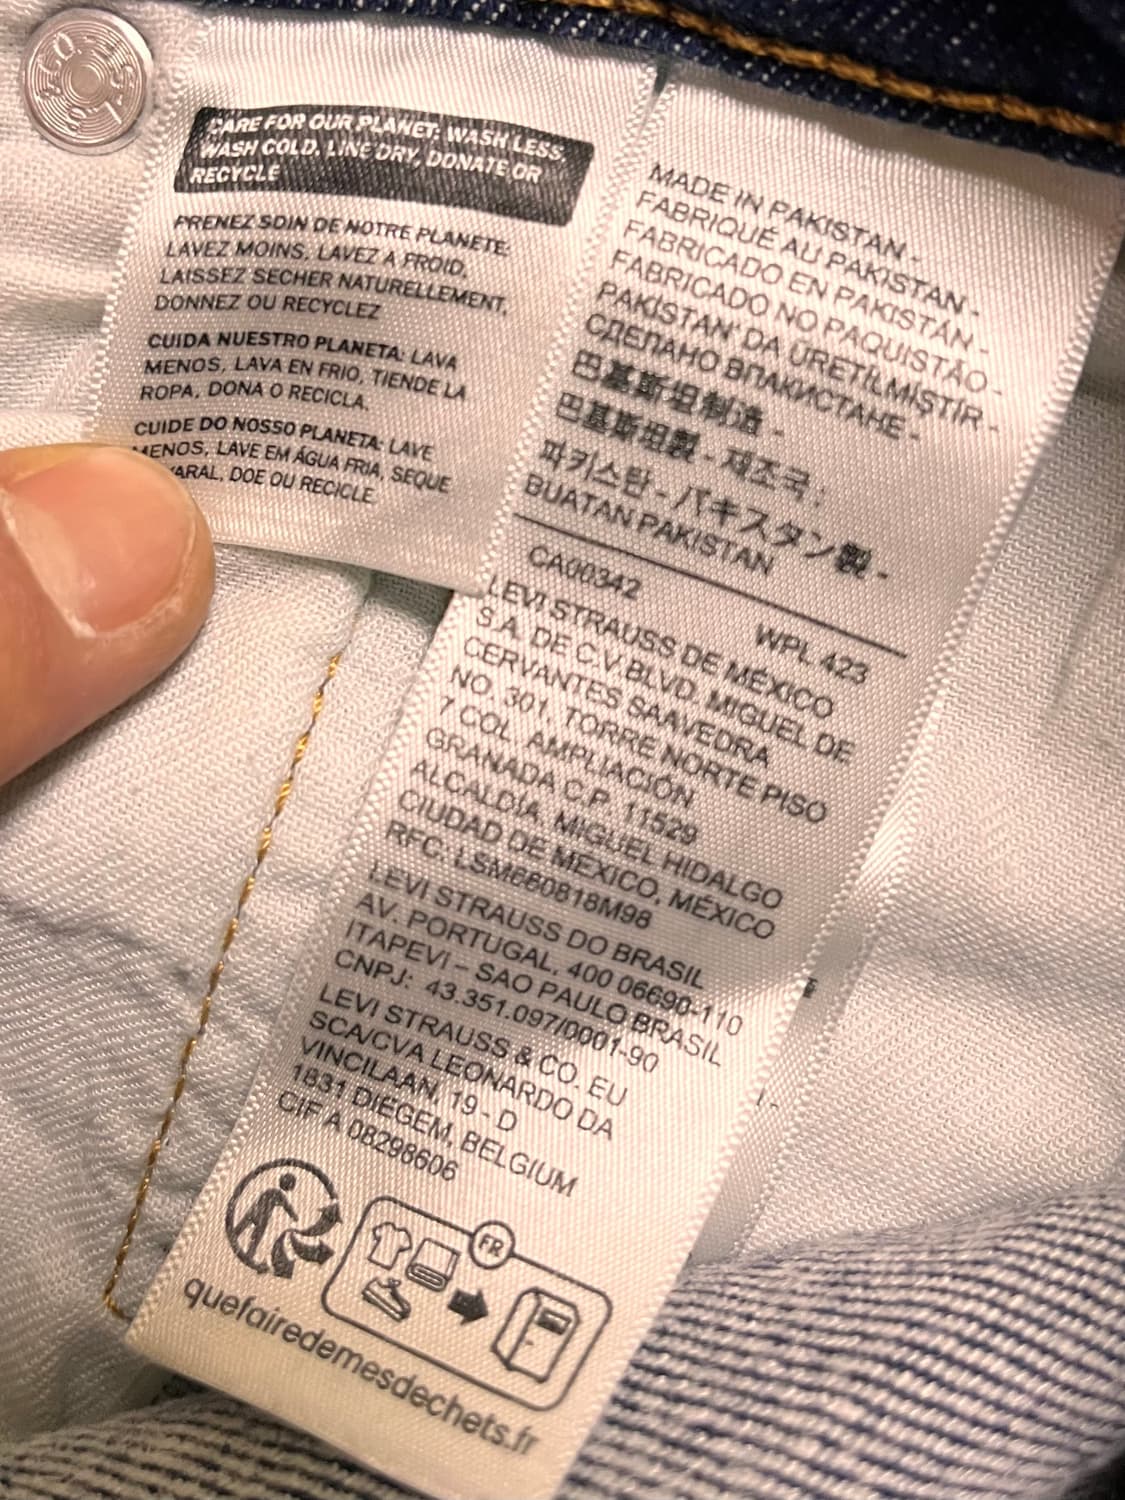 CARE FOR OUR PLANET: WASH LESS,
WASH COLD, LINE DRY, DONATE OR
RECYCLE
PRENEZ SOIN DE NOTRE PLANETE:
LAVEZ MOINS, LAVEZ A FROID,
LAISSEZ SECHER NATURELLEMENT,
DONNEZ OU RECYCLEZ
CUIDA NUESTRO PLANETA: LAVA
MENOS, LAVA EN FRIO, TIENDE LA
ROPA, DONA O RECICLA.
CUIDE DO NOSSO PLANETA: LAVE
MENOS, LAVE EM ÁGUA FRIA, SEQUE
VARAL, DOE OU RECICLE.
MADE IN PAKISTAN -
FABRIQUÉ AU PAKISTAN -
FABRICADO EN PAKISTÁN -
FABRICADO NO PAQUISTÃO -
PAKİSTAN' DA ÜRETİLMİŞTİR -
СДЕЛАНО ВПАКИСТАНЕ -
巴基斯坦制造 -
巴基斯坦製 - 제조국 :
파키스탄 - パキスタン製 -
BUATAN PAKISTAN
CA00342 WPL 423
LEVI STRAUSS DE MÉXICO
S.A. DE C.V.BLVD. MIGUEL DE
CERVANTES SAAVEDRA
NO. 301, TORRE NORTE PISO
7 COL. AMPLIACIÓN
GRANADA C.P. 11529
ALCALDÍA, MIGUEL HIDALGO
CIUDAD DE MÉXICO, MÉXICO
RFC: LSM660818M98
LEVI STRAUSS DO BRASIL
AV. PORTUGAL, 400 06690-110
ITAPEVI – SAO PAULO BRASIL
CNPJ: 43.351.097/0001-90
LEVI STRAUSS & CO. EU
SCA/CVA LEONARDO DA
VINCILAAN, 19 - D
1831 DIEGEM, BELGIUM
CIF A 08298606
FR
quefairedemesdechets.fr